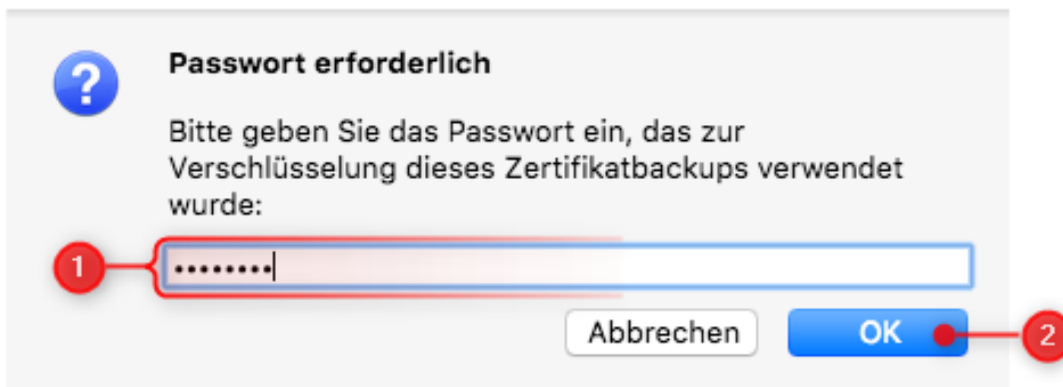 ?
Passwort erforderlich
Bitte geben Sie das Passwort ein, das zur
Verschlüsselung dieses Zertifikatbackups verwendet
wurde:
1
••••••••
Abbrechen
OK
2